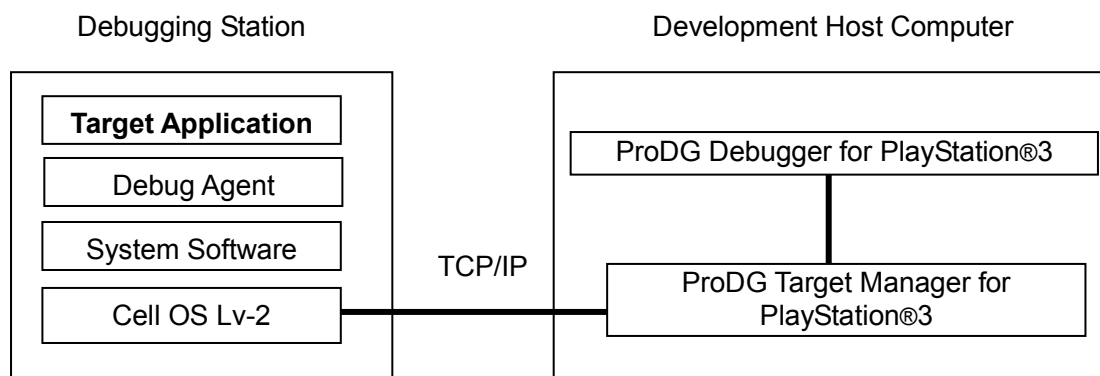 Debugging Station
Development Host Computer
Target Application
Debug Agent
System Software
Cell OS Lv-2
TCP/IP
ProDG Debugger for PlayStation®3
ProDG Target Manager for
PlayStation®3